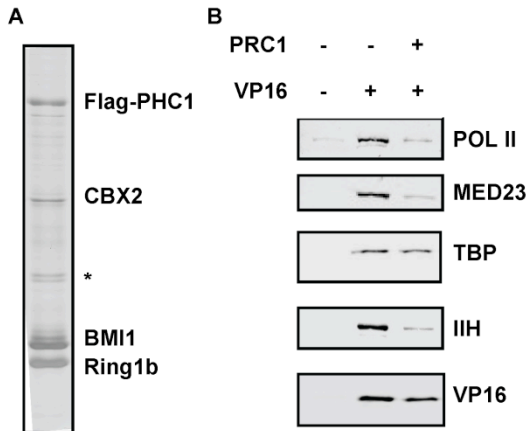 A
Flag-PHC1
CBX2
*
BMI1
Ring1b
B
PRC1 - - +
VP16 - + +
POL II
MED23
TBP
IIH
VP16